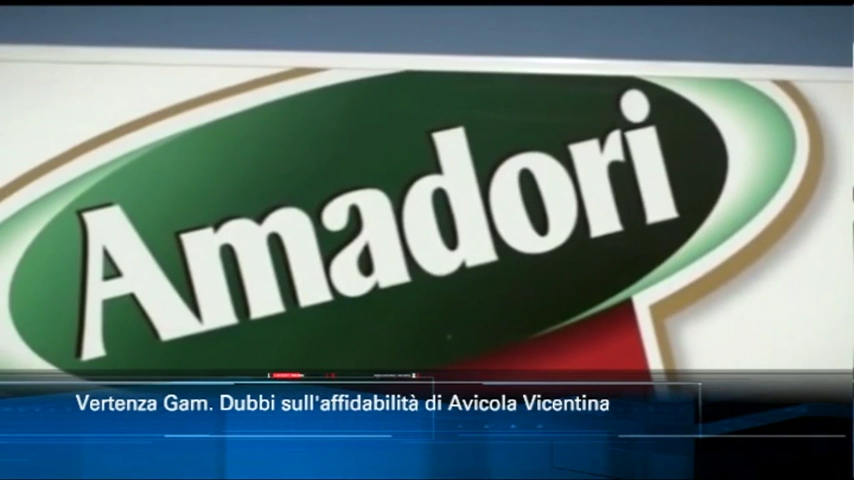 Amadori
Vertenza Gam. Dubbi sull'affidabilità di Avicola Vicentina